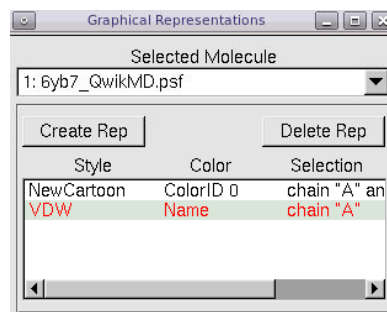 Graphical Representations
Selected Molecule
1: 6yb7_QwikMD.psf
Create Rep Delete Rep
Style Color Selection
NewCartoon ColorID 0 chain "A" an
VDW Name chain "A"